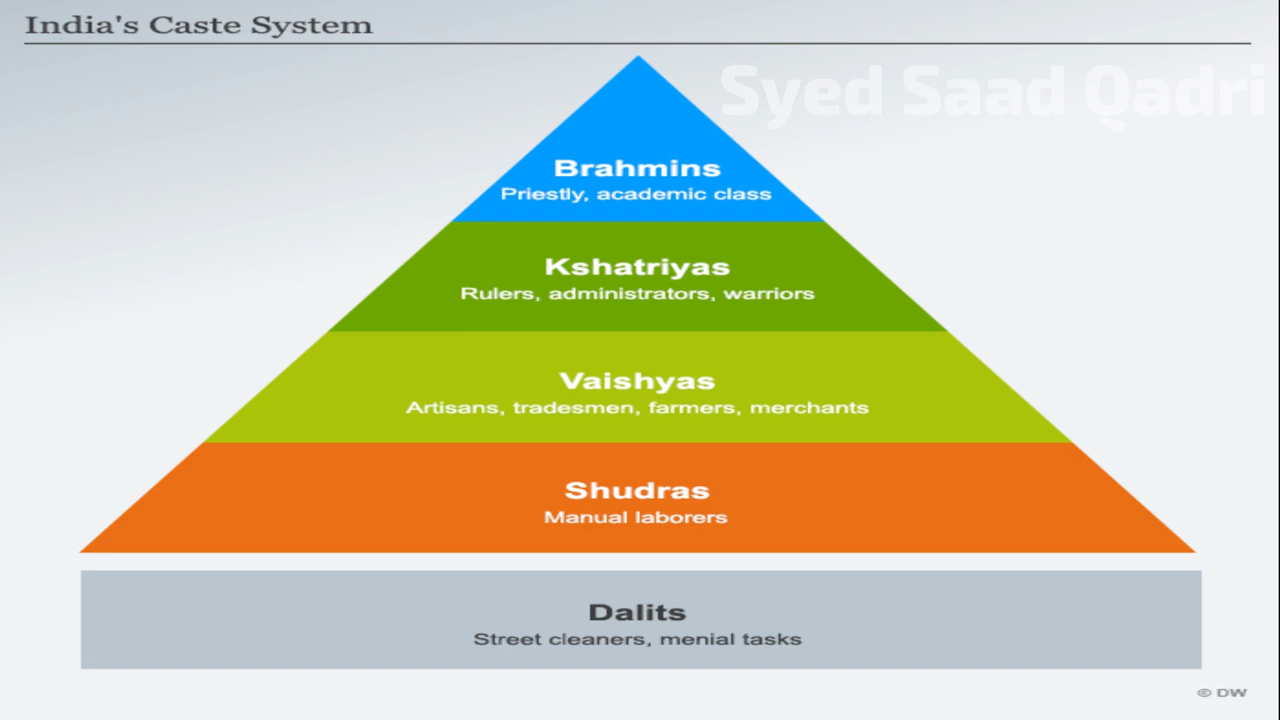 India's Caste System
Syed Saad Qadri
Brahmins
Priestly, academic class
Kshatriyas
Rulers, administrators, warriors
Vaishyas
Artisans, tradesmen, farmers, merchants
Shudras
Manual laborers
Dalits
Street cleaners, menial tasks
© DW